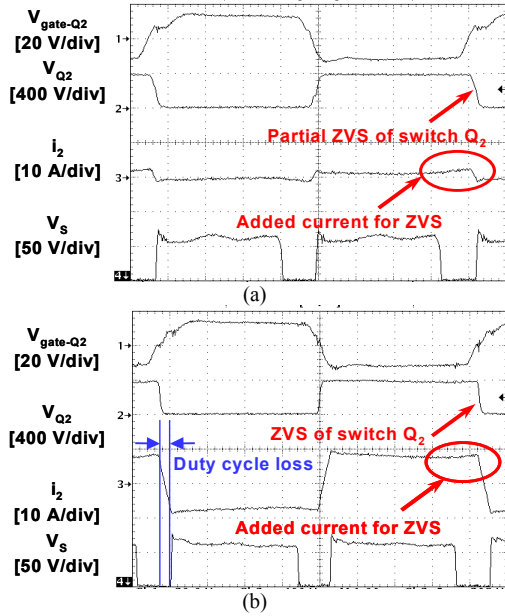 V_gate-Q2
[20 V/div]
V_Q2
[400 V/div]
i_2
[10 A/div]
V_S
[50 V/div]
1
2
3
4
Partial ZVS of switch Q_2
Added current for ZVS
(a)
V_gate-Q2
[20 V/div]
V_Q2
[400 V/div]
i_2
[10 A/div]
V_S
[50 V/div]
1
2
3
4
ZVS of switch Q_2
Duty cycle loss
Added current for ZVS
(b)